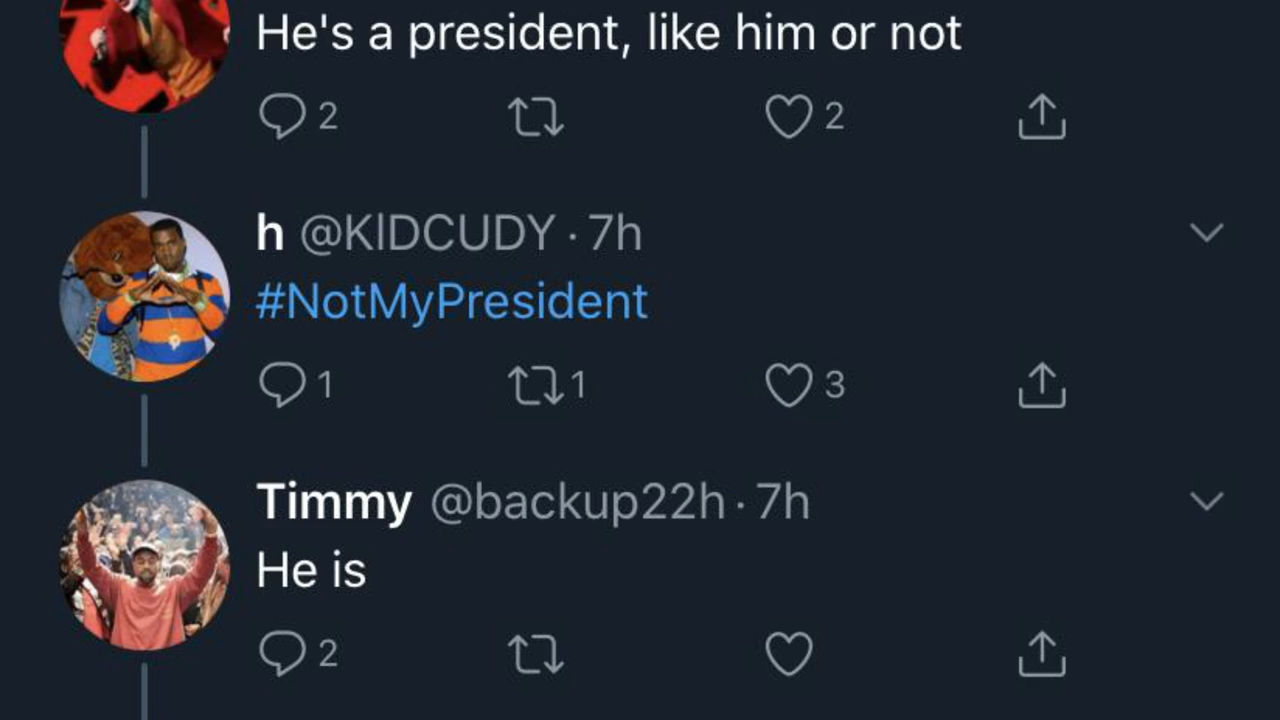 He's a president, like him or not
2 2
h @KIDCUDY · 7h
#NotMyPresident
1 1 3
Timmy @backup22h · 7h
He is
2